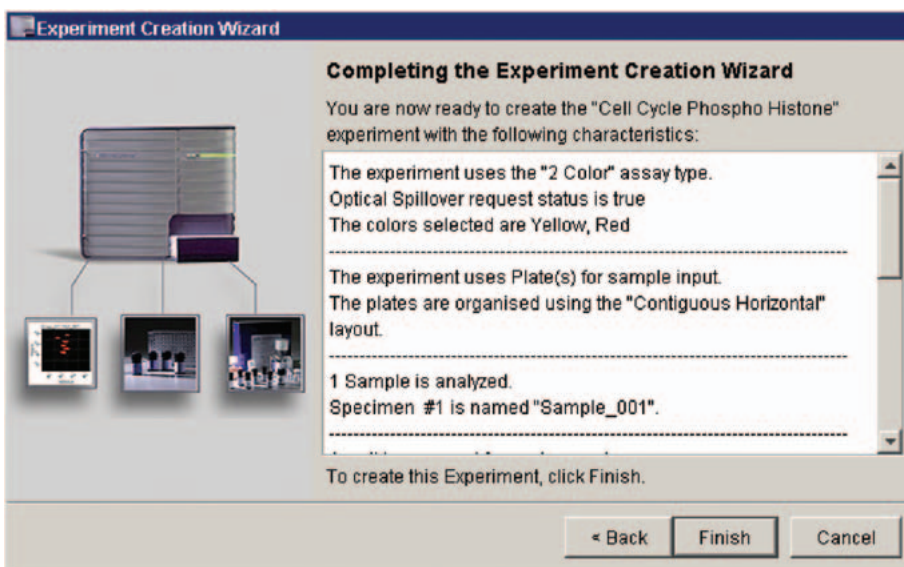 Experiment Creation Wizard
Completing the Experiment Creation Wizard
You are now ready to create the "Cell Cycle Phospho Histone"
experiment with the following characteristics:
The experiment uses the "2 Color" assay type.
Optical Spillover request status is true
The colors selected are Yellow, Red
--------------------------------------------------------------------------------
The experiment uses Plate(s) for sample input.
The plates are organised using the "Contiguous Horizontal"
layout.
--------------------------------------------------------------------------------
1 Sample is analyzed.
Specimen #1 is named "Sample_001".
--------------------------------------------------------------------------------
To create this Experiment, click Finish.
< Back
Finish
Cancel